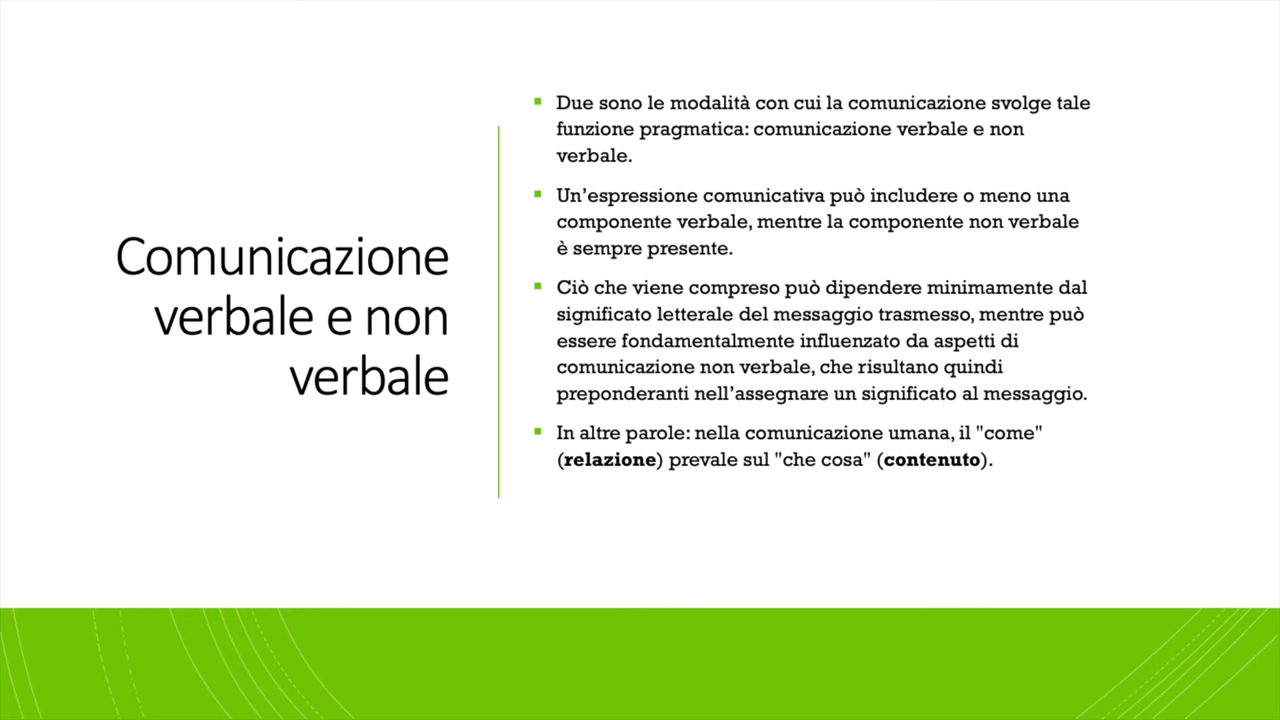 Comunicazione
verbale e non
verbale
Due sono le modalità con cui la comunicazione svolge tale
funzione pragmatica: comunicazione verbale e non
verbale.
Un’espressione comunicativa può includere o meno una
componente verbale, mentre la componente non verbale
è sempre presente.
Ciò che viene compreso può dipendere minimamente dal
significato letterale del messaggio trasmesso, mentre può
essere fondamentalmente influenzato da aspetti di
comunicazione non verbale, che risultano quindi
preponderanti nell’assegnare un significato al messaggio.
In altre parole: nella comunicazione umana, il "come"
(relazione) prevale sul "che cosa" (contenuto).